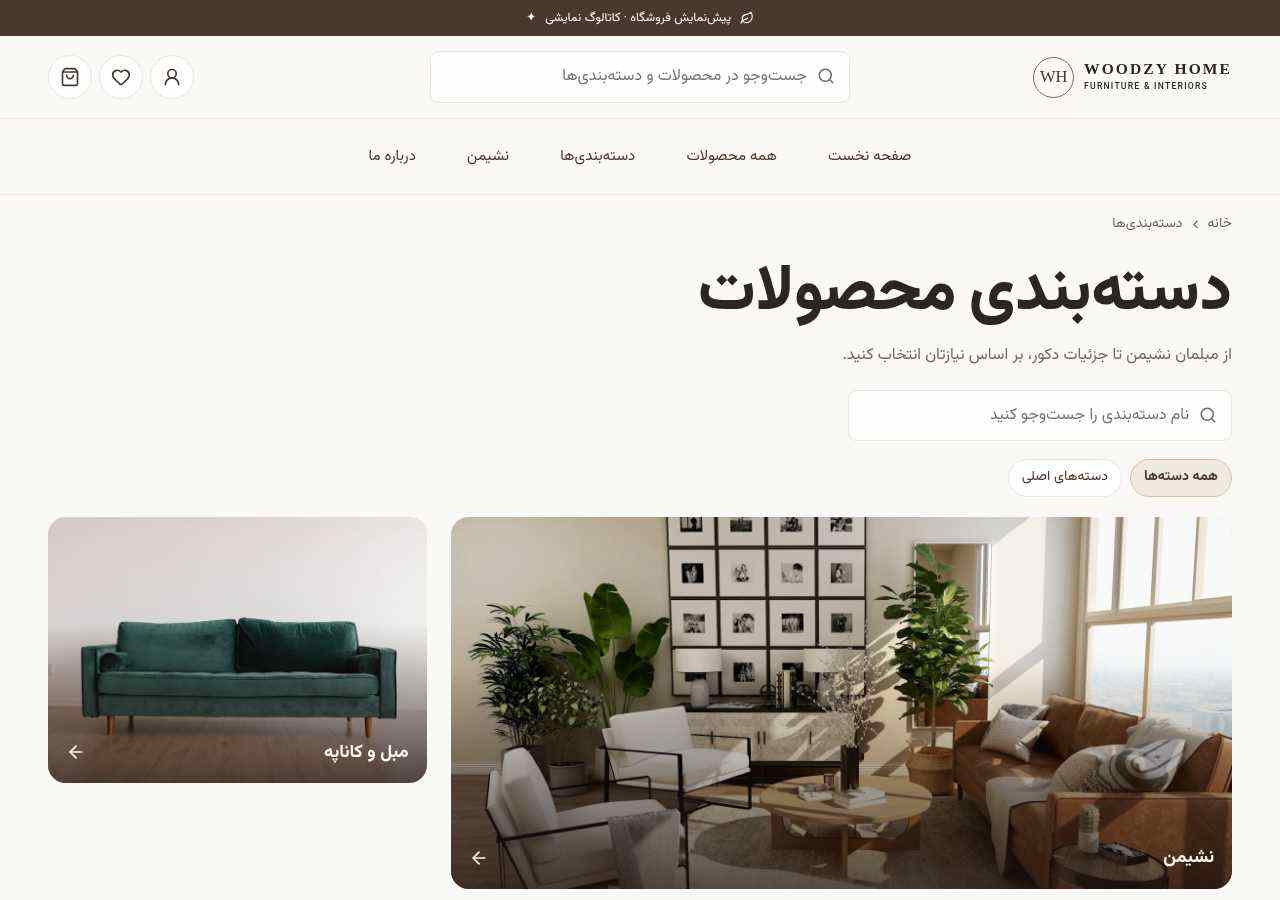 پیش‌نمایش فروشگاه · کاتالوگ نمایشی ✦
WH
WOODZY HOME
FURNITURE & INTERIORS
جست‌وجو در محصولات و دسته‌بندی‌ها
صفحه نخست
همه محصولات
دسته‌بندی‌ها
نشیمن
درباره ما
خانه › دسته‌بندی‌ها
دسته‌بندی محصولات
از مبلمان نشیمن تا جزئیات دکور، بر اساس نیازتان انتخاب کنید.
نام دسته‌بندی را جست‌وجو کنید
همه دسته‌ها
دسته‌های اصلی
نشیمن
مبل و کاناپه